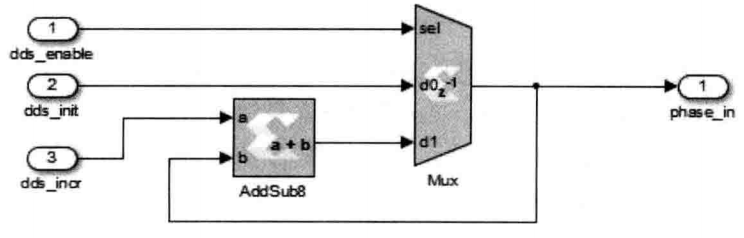 1
dds_enable
sel
2
dds_init
d0 z-1
1
phase_in
3
dds_incr
a
b
a + b
AddSub8
d1
Mux